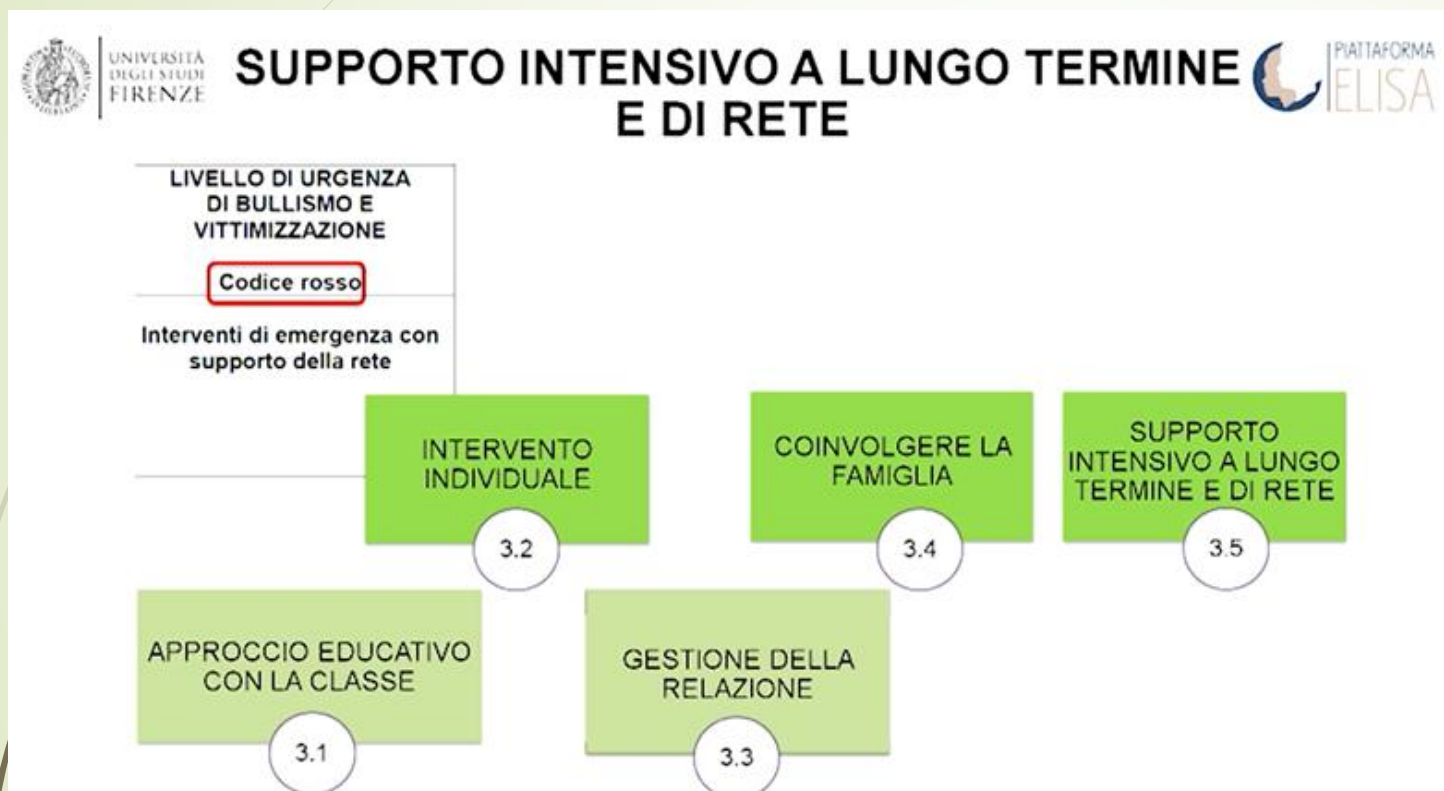 UNIVERSITÀ
DEGLI STUDI
FIRENZE
SUPPORTO INTENSIVO A LUNGO TERMINE
E DI RETE
PIATTAFORMA
ELISA
LIVELLO DI URGENZA
DI BULLISMO E
VITTIMIZZAZIONE
Codice rosso
Interventi di emergenza con
supporto della rete
INTERVENTO
INDIVIDUALE
3.2
COINVOLGERE LA
FAMIGLIA
3.4
SUPPORTO
INTENSIVO A LUNGO
TERMINE E DI RETE
3.5
APPROCCIO EDUCATIVO
CON LA CLASSE
3.1
GESTIONE DELLA
RELAZIONE
3.3